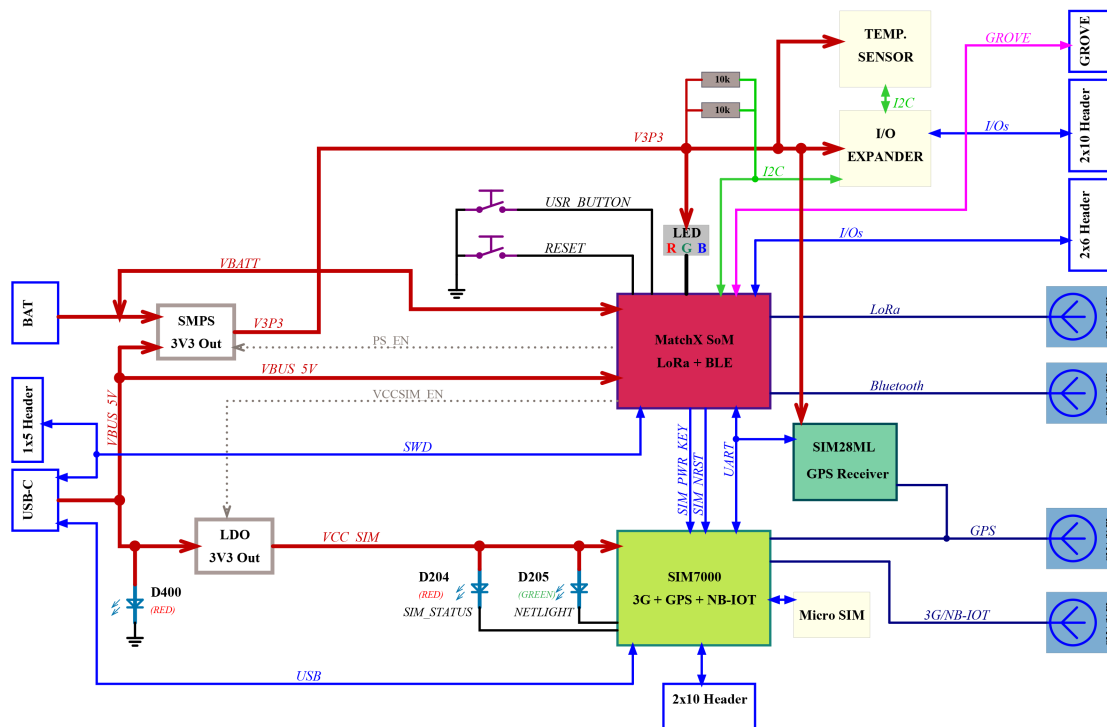 TEMP.
SENSOR
GROVE
GROVE
10k
10k
I2C
2x10 Header
I/Os
I/O
EXPANDER
V3P3
I2C
USR_BUTTON
LED
R G B
I/Os
2x6 Header
RESET
VBATT
BAT
SMPS
3V3 Out
V3P3
MatchX SoM
LoRa + BLE
LoRa
PS_EN
VBUS_5V
Bluetooth
VCCSIM_EN
1x5 Header
VBUS_5V
SWD
SIM_PWR_KEY
SIM_NRST
UART
SIM28ML
GPS Receiver
USB-C
LDO
3V3 Out
VCC_SIM
GPS
D400
(RED)
D204
(RED)
SIM_STATUS
D205
(GREEN)
NETLIGHT
SIM7000
3G + GPS + NB-IOT
Micro SIM
3G/NB-IOT
USB
2x10 Header